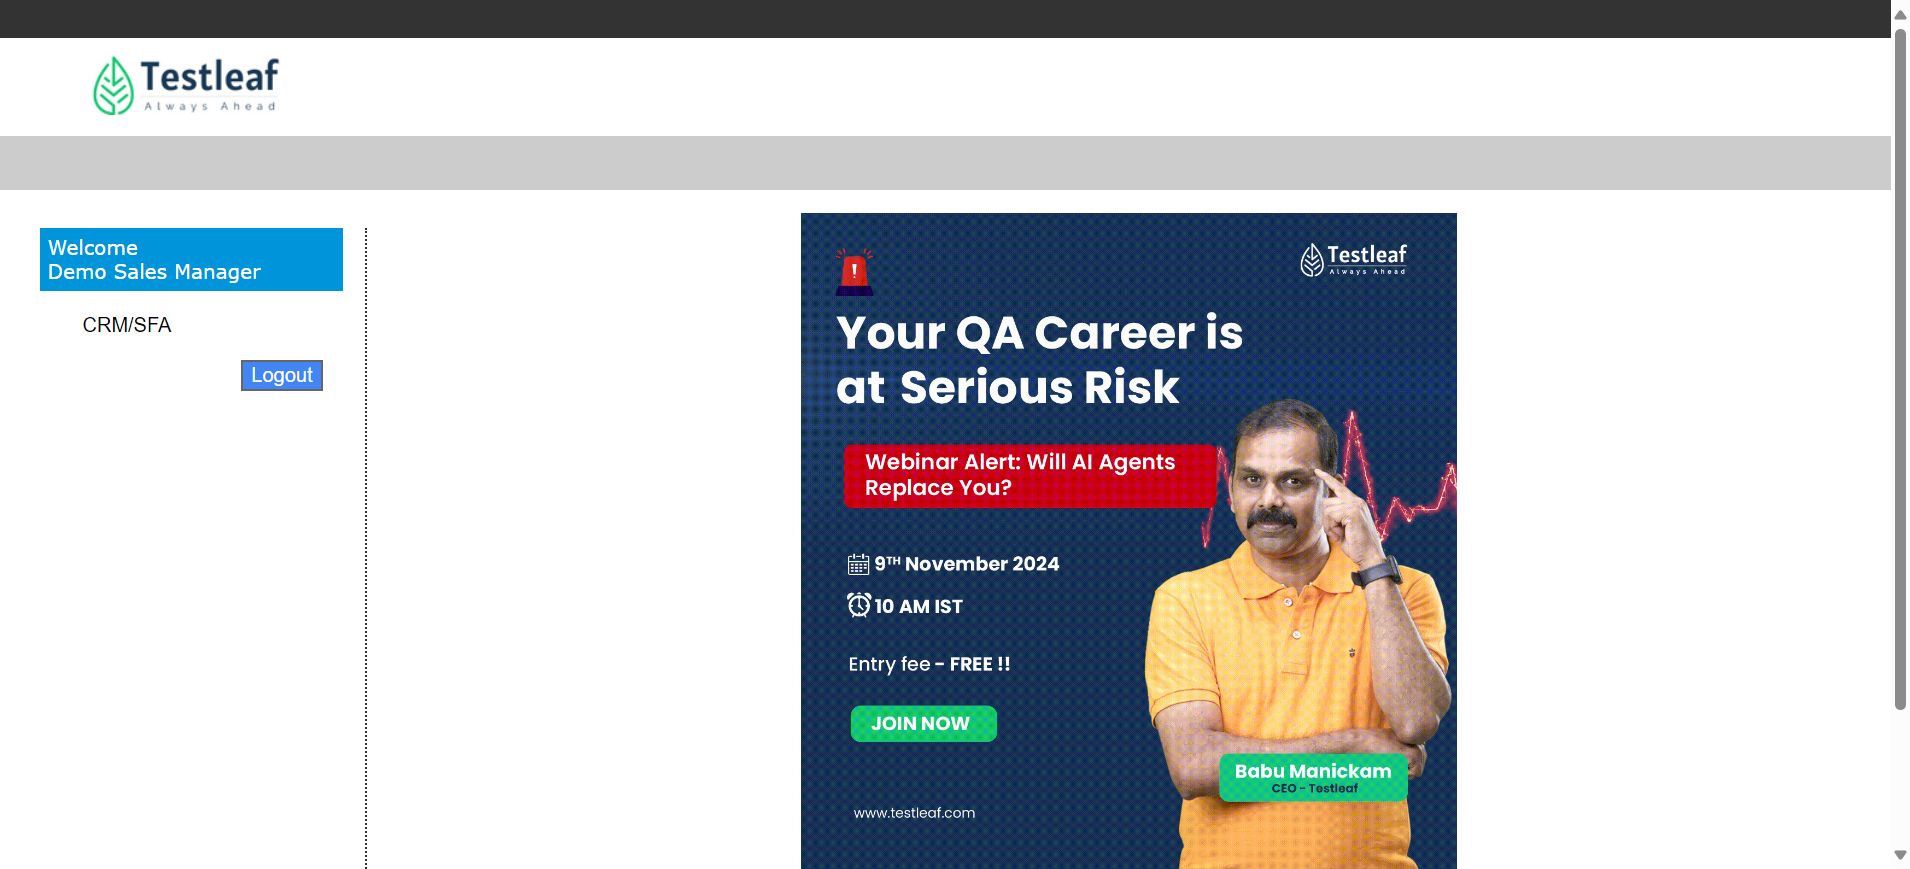 Testleaf
Always Ahead
Welcome
Demo Sales Manager
CRM/SFA
Logout
!
Testleaf
Always Ahead
Your QA Career is
at Serious Risk
Webinar Alert: Will AI Agents
Replace You?
9TH November 2024
10 AM IST
Entry fee - FREE !!
JOIN NOW
Babu Manickam
CEO - Testleaf
www.testleaf.com